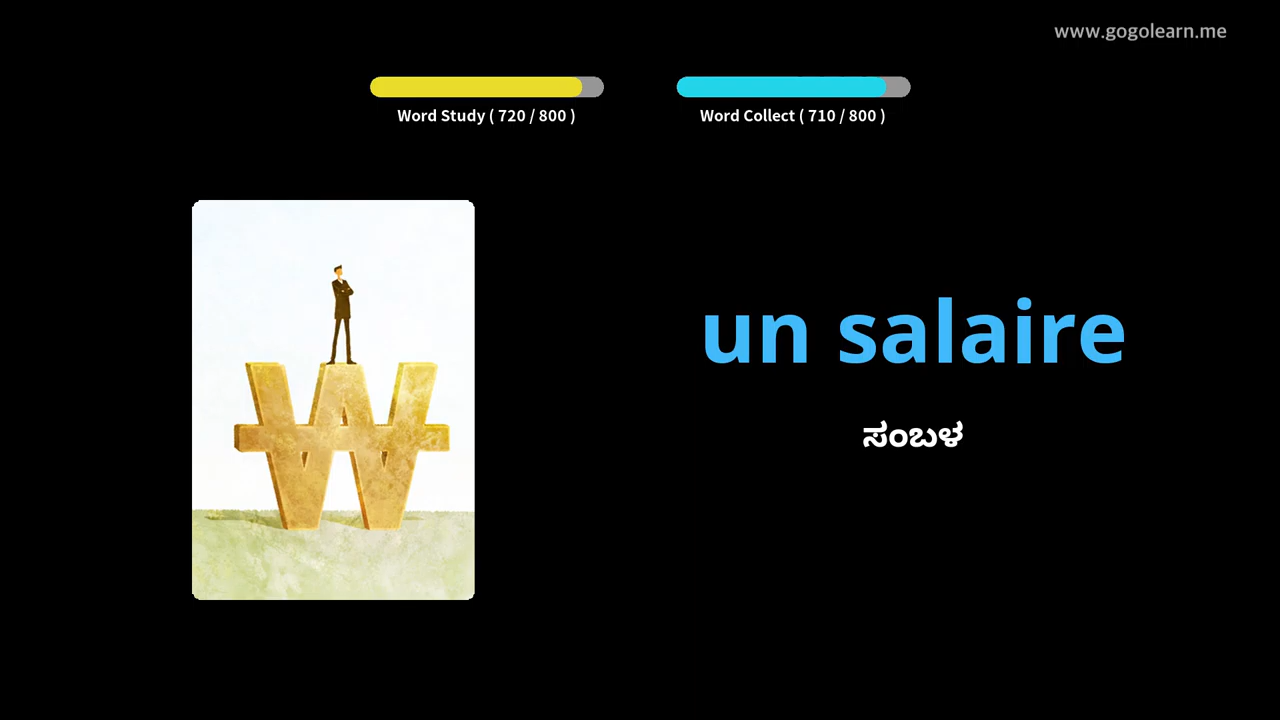 www.gogolearn.me
Word Study ( 720 / 800 )
Word Collect ( 710 / 800 )
un salaire
ಸಂಬಳ